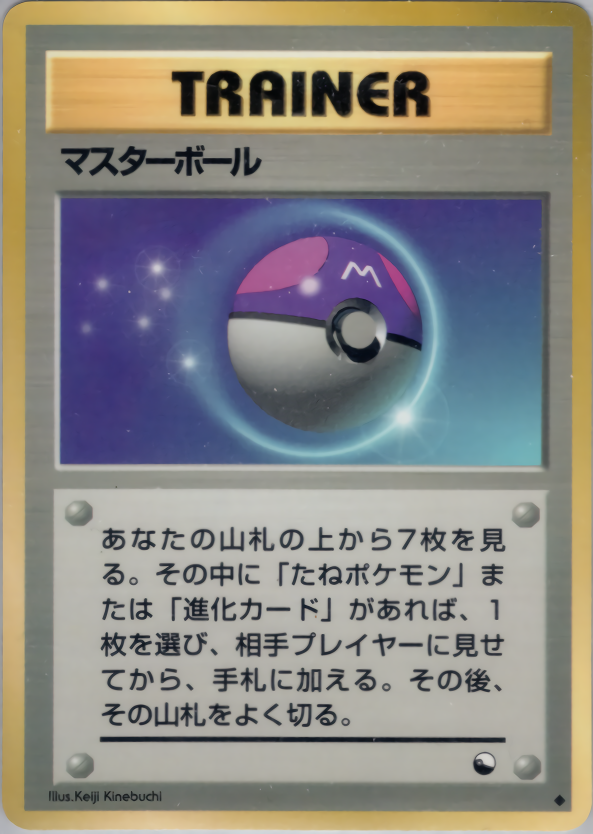 TRAINER
マスターボール
M
あなたの山札の上から7枚を見
る。その中に「たねポケモン」ま
たは「進化カード」があれば、1
枚を選び、相手プレイヤーに見せ
てから、手札に加える。その後、
その山札をよく切る。
Illus.Keiji Kinebuchi